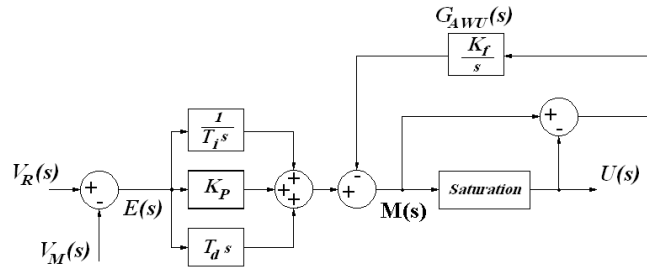 G_AWU(s)
K_f
s
1
T_i s
+
-
+
-
V_R(s)
+
-
E(s)
K_P
+
+
+
+
-
M(s)
Saturation
U(s)
V_M(s)
T_d s